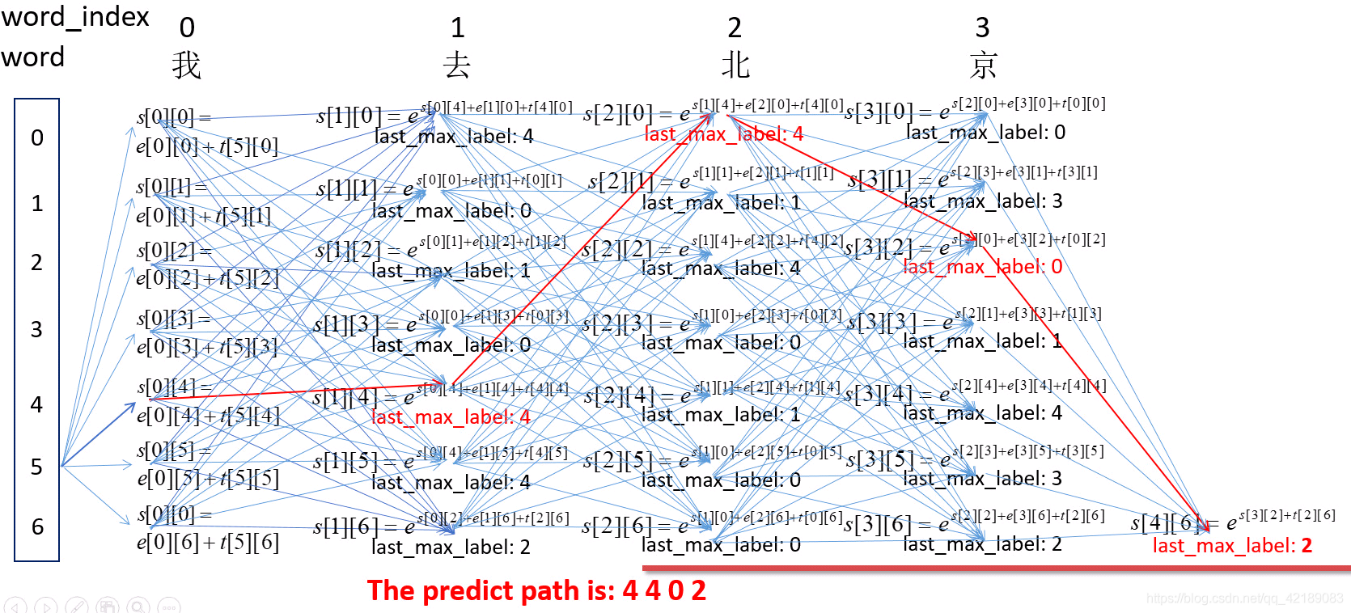 word_index 0 1 2 3
word 我 去 北 京
0 s[0][0] = e[0][0] + t[5][0]
s[1][0] = e^{s[0][4]+e[1][0]+t[4][0]} last_max_label: 4
s[2][0] = e^{s[1][4]+e[2][0]+t[4][0]} last_max_label: 4
s[3][0] = e^{s[2][0]+e[3][0]+t[0][0]} last_max_label: 0
1 s[0][1] = e[0][1] + t[5][1]
s[1][1] = e^{s[0][0]+e[1][1]+t[0][1]} last_max_label: 0
s[2][1] = e^{s[1][1]+e[2][1]+t[1][1]} last_max_label: 1
s[3][1] = e^{s[2][3]+e[3][1]+t[3][1]} last_max_label: 3
2 s[0][2] = e[0][2] + t[5][2]
s[1][2] = e^{s[0][1]+e[1][2]+t[1][2]} last_max_label: 1
s[2][2] = e^{s[1][4]+e[2][2]+t[4][2]} last_max_label: 4
s[3][2] = e^{s[2][0]+e[3][2]+t[0][2]} last_max_label: 0
3 s[0][3] = e[0][3] + t[5][3]
s[1][3] = e^{s[0][0]+e[1][3]+t[0][3]} last_max_label: 0
s[2][3] = e^{s[1][0]+e[2][3]+t[0][3]} last_max_label: 0
s[3][3] = e^{s[2][1]+e[3][3]+t[1][3]} last_max_label: 1
4 s[0][4] = e[0][4] + t[5][4]
s[1][4] = e^{s[0][4]+e[1][4]+t[4][4]} last_max_label: 4
s[2][4] = e^{s[1][1]+e[2][4]+t[1][4]} last_max_label: 1
s[3][4] = e^{s[2][4]+e[3][4]+t[4][4]} last_max_label: 4
5 s[0][5] = e[0][5] + t[5][5]
s[1][5] = e^{s[0][4]+e[1][5]+t[4][5]} last_max_label: 4
s[2][5] = e^{s[1][0]+e[2][5]+t[0][5]} last_max_label: 0
s[3][5] = e^{s[2][3]+e[3][5]+t[3][5]} last_max_label: 3
6 s[0][0] = e[0][6] + t[5][6]
s[1][6] = e^{s[0][2]+e[1][6]+t[2][6]} last_max_label: 2
s[2][6] = e^{s[1][0]+e[2][6]+t[0][6]} last_max_label: 0
s[3][6] = e^{s[2][2]+e[3][6]+t[2][6]} last_max_label: 2
s[4][6] = e^{s[3][2]+t[2][6]} last_max_label: 2
The predict path is: 4 4 0 2
https://blog.csdn.net/qq_42189083